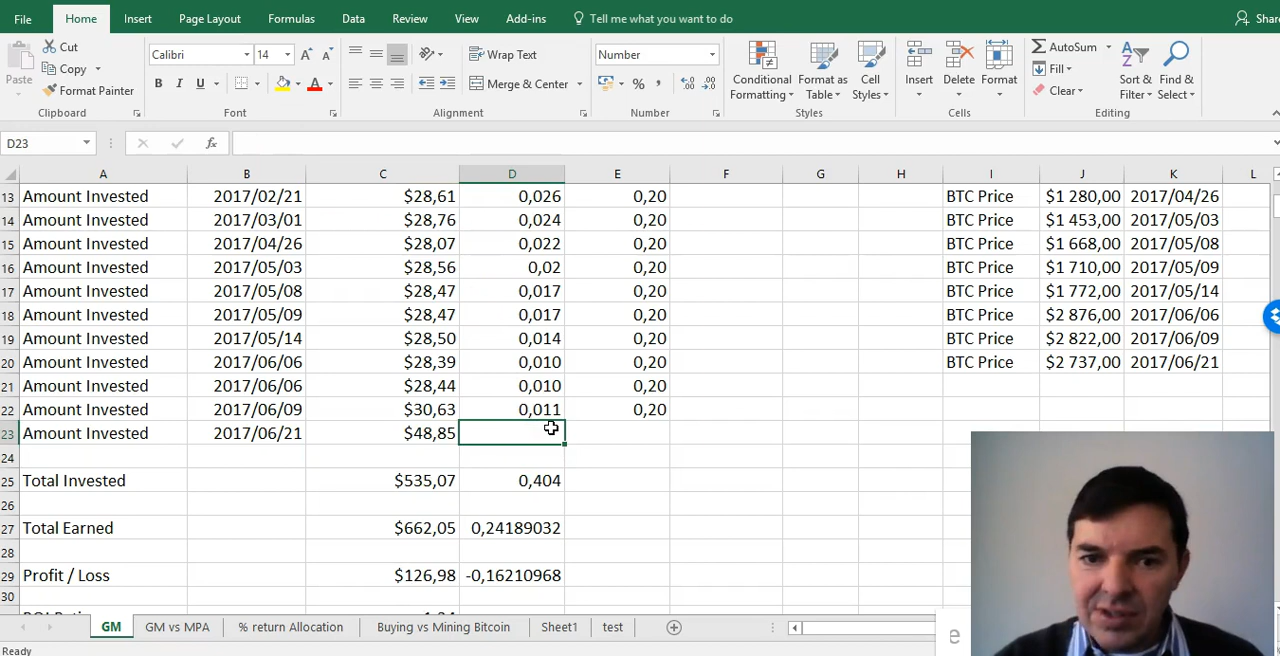 File Home Insert Page Layout Formulas Data Review View Add-ins Tell me what you want to do
Paste Cut Copy Format Painter Clipboard
Calibri 14 A A B I U A Font
Wrap Text Merge & Center Alignment
Number % , Number
Conditional Formatting Format as Table Cell Styles Styles
Insert Delete Format Cells
AutoSum Fill Clear Sort & Filter Find & Select Editing
D23 fx
A B C D E F G H I J K L
13 Amount Invested 2017/02/21 $28,61 0,026 0,20 BTC Price $1 280,00 2017/04/26
14 Amount Invested 2017/03/01 $28,76 0,024 0,20 BTC Price $1 453,00 2017/05/03
15 Amount Invested 2017/04/26 $28,07 0,022 0,20 BTC Price $1 668,00 2017/05/08
16 Amount Invested 2017/05/03 $28,56 0,02 0,20 BTC Price $1 710,00 2017/05/09
17 Amount Invested 2017/05/08 $28,47 0,017 0,20 BTC Price $1 772,00 2017/05/14
18 Amount Invested 2017/05/09 $28,47 0,017 0,20 BTC Price $2 876,00 2017/06/06
19 Amount Invested 2017/05/14 $28,50 0,014 0,20 BTC Price $2 822,00 2017/06/09
20 Amount Invested 2017/06/06 $28,39 0,010 0,20 BTC Price $2 737,00 2017/06/21
21 Amount Invested 2017/06/06 $28,44 0,010 0,20
22 Amount Invested 2017/06/09 $30,63 0,011 0,20
23 Amount Invested 2017/06/21 $48,85
24
25 Total Invested $535,07 0,404
26
27 Total Earned $662,05 0,24189032
28
29 Profit / Loss $126,98 -0,16210968
30
GM GM vs MPA % return Allocation Buying vs Mining Bitcoin Sheet1 test
Ready